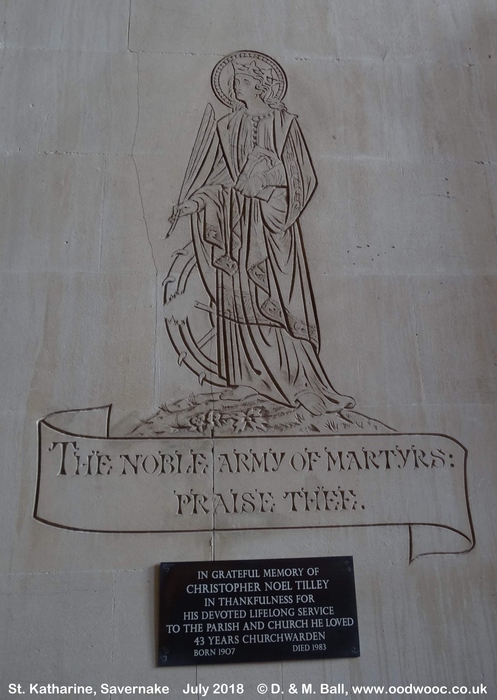 THE NOBLE ARMY OF MARTYRS:
PRAISE THEE.
IN GRATEFUL MEMORY OF
CHRISTOPHER NOEL TILLEY
IN THANKFULNESS FOR
HIS DEVOTED LIFELONG SERVICE
TO THE PARISH AND CHURCH HE LOVED
43 YEARS CHURCHWARDEN
BORN 1907 DIED 1983
St. Katharine, Savernake July 2018 © D. & M. Ball, www.oodwooc.co.uk